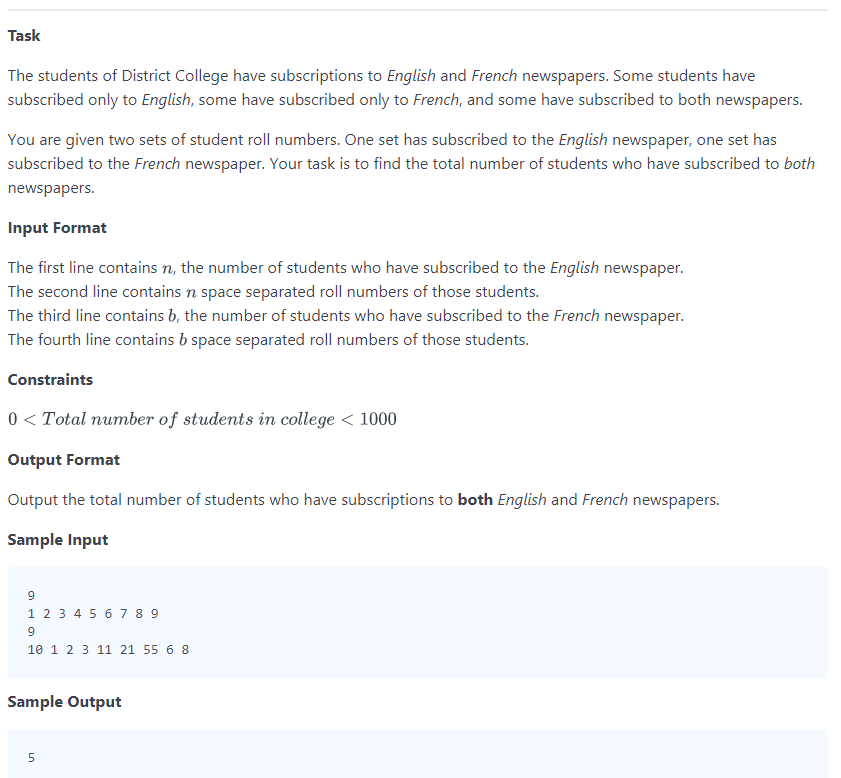 Task
The students of District College have subscriptions to English and French newspapers. Some students have
subscribed only to English, some have subscribed only to French, and some have subscribed to both newspapers.
You are given two sets of student roll numbers. One set has subscribed to the English newspaper, one set has
subscribed to the French newspaper. Your task is to find the total number of students who have subscribed to both
newspapers.
Input Format
The first line contains n, the number of students who have subscribed to the English newspaper.
The second line contains n space separated roll numbers of those students.
The third line contains b, the number of students who have subscribed to the French newspaper.
The fourth line contains b space separated roll numbers of those students.
Constraints
0 < Total number of students in college < 1000
Output Format
Output the total number of students who have subscriptions to both English and French newspapers.
Sample Input
9
1 2 3 4 5 6 7 8 9
9
10 1 2 3 11 21 55 6 8
Sample Output
5